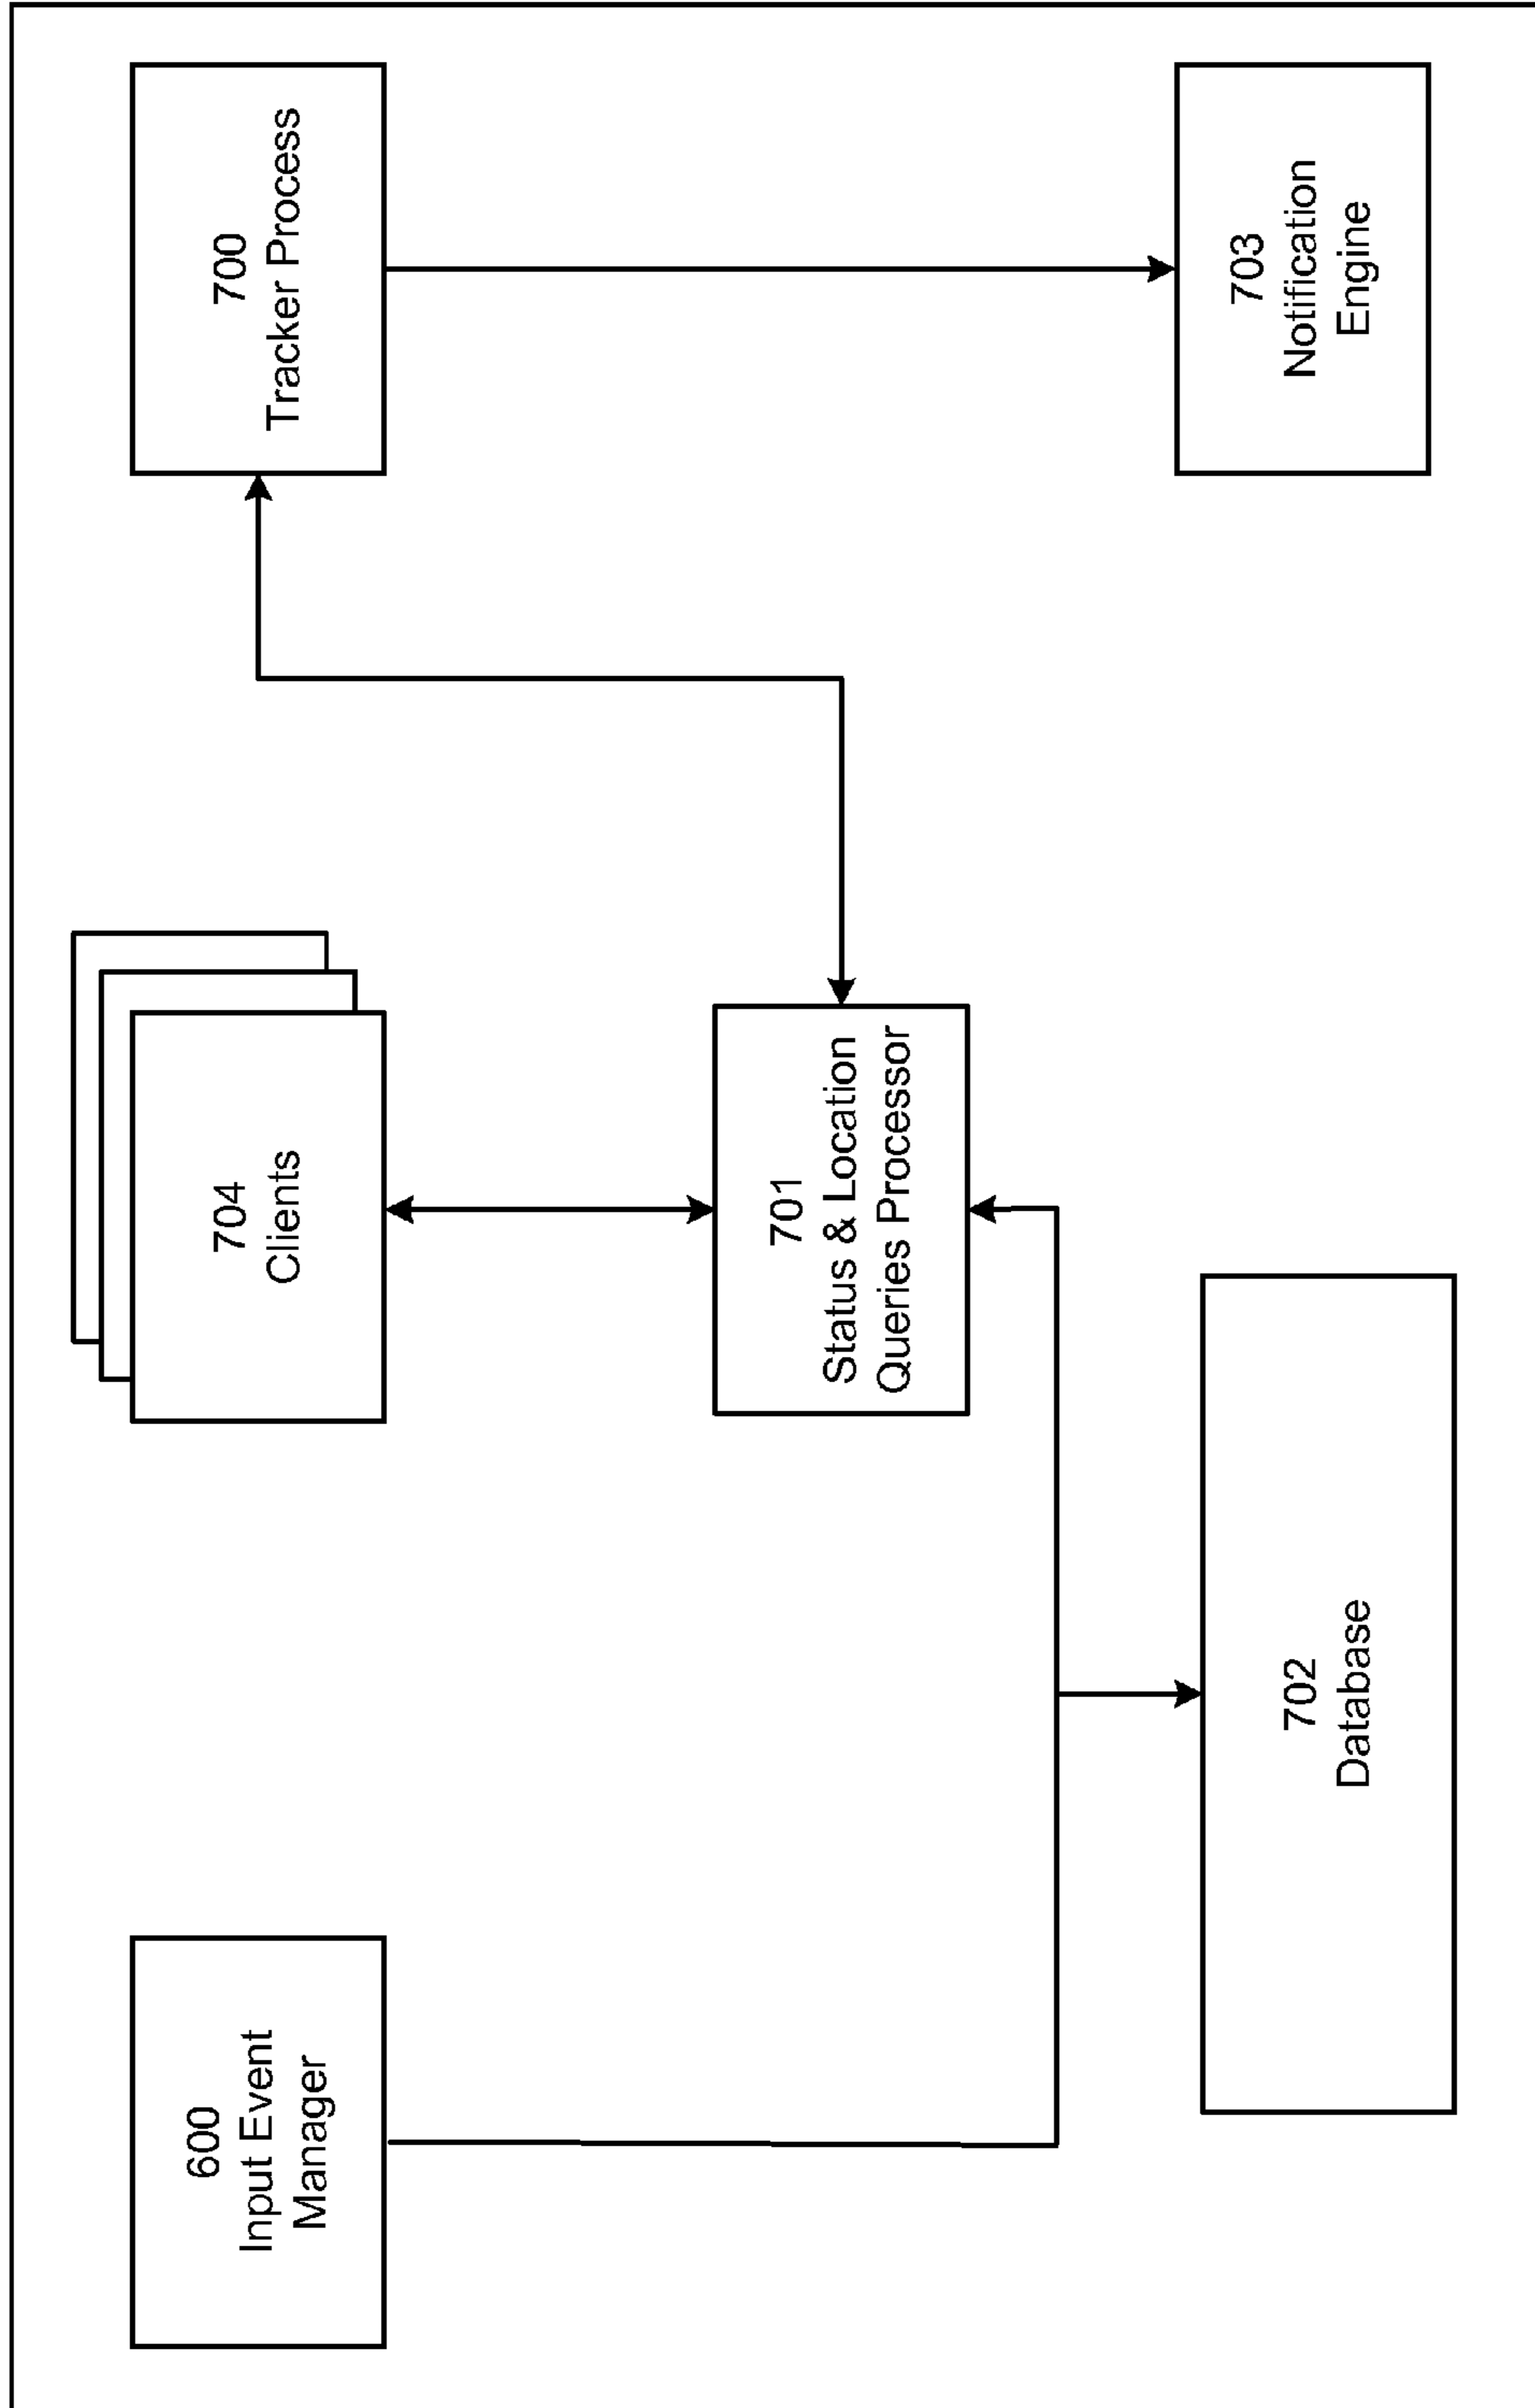 600
Input Event
Manager
704
Clients
700
Tracker Process
701
Status & Location
Queries Processor
702
Database
703
Notification
Engine